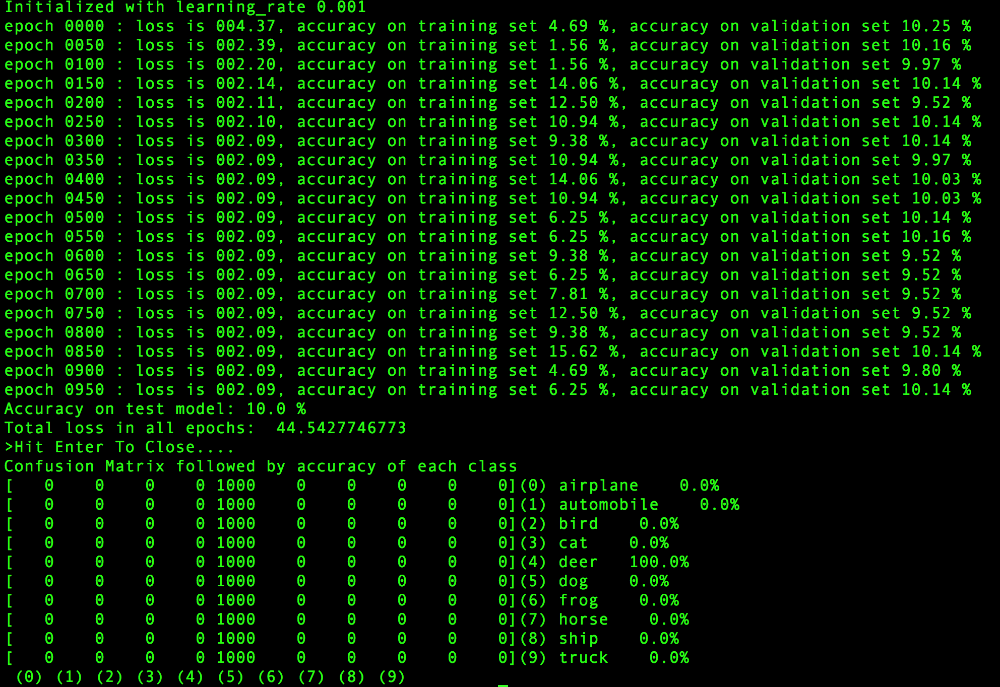 Initialized with learning_rate 0.001
epoch 0000 : loss is 004.37, accuracy on training set 4.69 %, accuracy on validation set 10.25 %
epoch 0050 : loss is 002.39, accuracy on training set 1.56 %, accuracy on validation set 10.16 %
epoch 0100 : loss is 002.20, accuracy on training set 1.56 %, accuracy on validation set 9.97 %
epoch 0150 : loss is 002.14, accuracy on training set 14.06 %, accuracy on validation set 10.14 %
epoch 0200 : loss is 002.11, accuracy on training set 12.50 %, accuracy on validation set 9.52 %
epoch 0250 : loss is 002.10, accuracy on training set 10.94 %, accuracy on validation set 10.14 %
epoch 0300 : loss is 002.09, accuracy on training set 9.38 %, accuracy on validation set 10.14 %
epoch 0350 : loss is 002.09, accuracy on training set 10.94 %, accuracy on validation set 9.97 %
epoch 0400 : loss is 002.09, accuracy on training set 14.06 %, accuracy on validation set 10.03 %
epoch 0450 : loss is 002.09, accuracy on training set 10.94 %, accuracy on validation set 10.03 %
epoch 0500 : loss is 002.09, accuracy on training set 6.25 %, accuracy on validation set 10.14 %
epoch 0550 : loss is 002.09, accuracy on training set 6.25 %, accuracy on validation set 10.16 %
epoch 0600 : loss is 002.09, accuracy on training set 9.38 %, accuracy on validation set 9.52 %
epoch 0650 : loss is 002.09, accuracy on training set 6.25 %, accuracy on validation set 9.52 %
epoch 0700 : loss is 002.09, accuracy on training set 7.81 %, accuracy on validation set 9.52 %
epoch 0750 : loss is 002.09, accuracy on training set 12.50 %, accuracy on validation set 9.52 %
epoch 0800 : loss is 002.09, accuracy on training set 9.38 %, accuracy on validation set 9.52 %
epoch 0850 : loss is 002.09, accuracy on training set 15.62 %, accuracy on validation set 10.14 %
epoch 0900 : loss is 002.09, accuracy on training set 4.69 %, accuracy on validation set 9.80 %
epoch 0950 : loss is 002.09, accuracy on training set 6.25 %, accuracy on validation set 10.14 %
Accuracy on test model: 10.0 %
Total loss in all epochs:  44.5427746773
>Hit Enter To Close....
Confusion Matrix followed by accuracy of each class
[   0    0    0    0 1000    0    0    0    0    0](0) airplane    0.0%
[   0    0    0    0 1000    0    0    0    0    0](1) automobile    0.0%
[   0    0    0    0 1000    0    0    0    0    0](2) bird    0.0%
[   0    0    0    0 1000    0    0    0    0    0](3) cat    0.0%
[   0    0    0    0 1000    0    0    0    0    0](4) deer   100.0%
[   0    0    0    0 1000    0    0    0    0    0](5) dog    0.0%
[   0    0    0    0 1000    0    0    0    0    0](6) frog    0.0%
[   0    0    0    0 1000    0    0    0    0    0](7) horse    0.0%
[   0    0    0    0 1000    0    0    0    0    0](8) ship    0.0%
[   0    0    0    0 1000    0    0    0    0    0](9) truck    0.0%
 (0) (1) (2) (3) (4) (5) (6) (7) (8) (9)